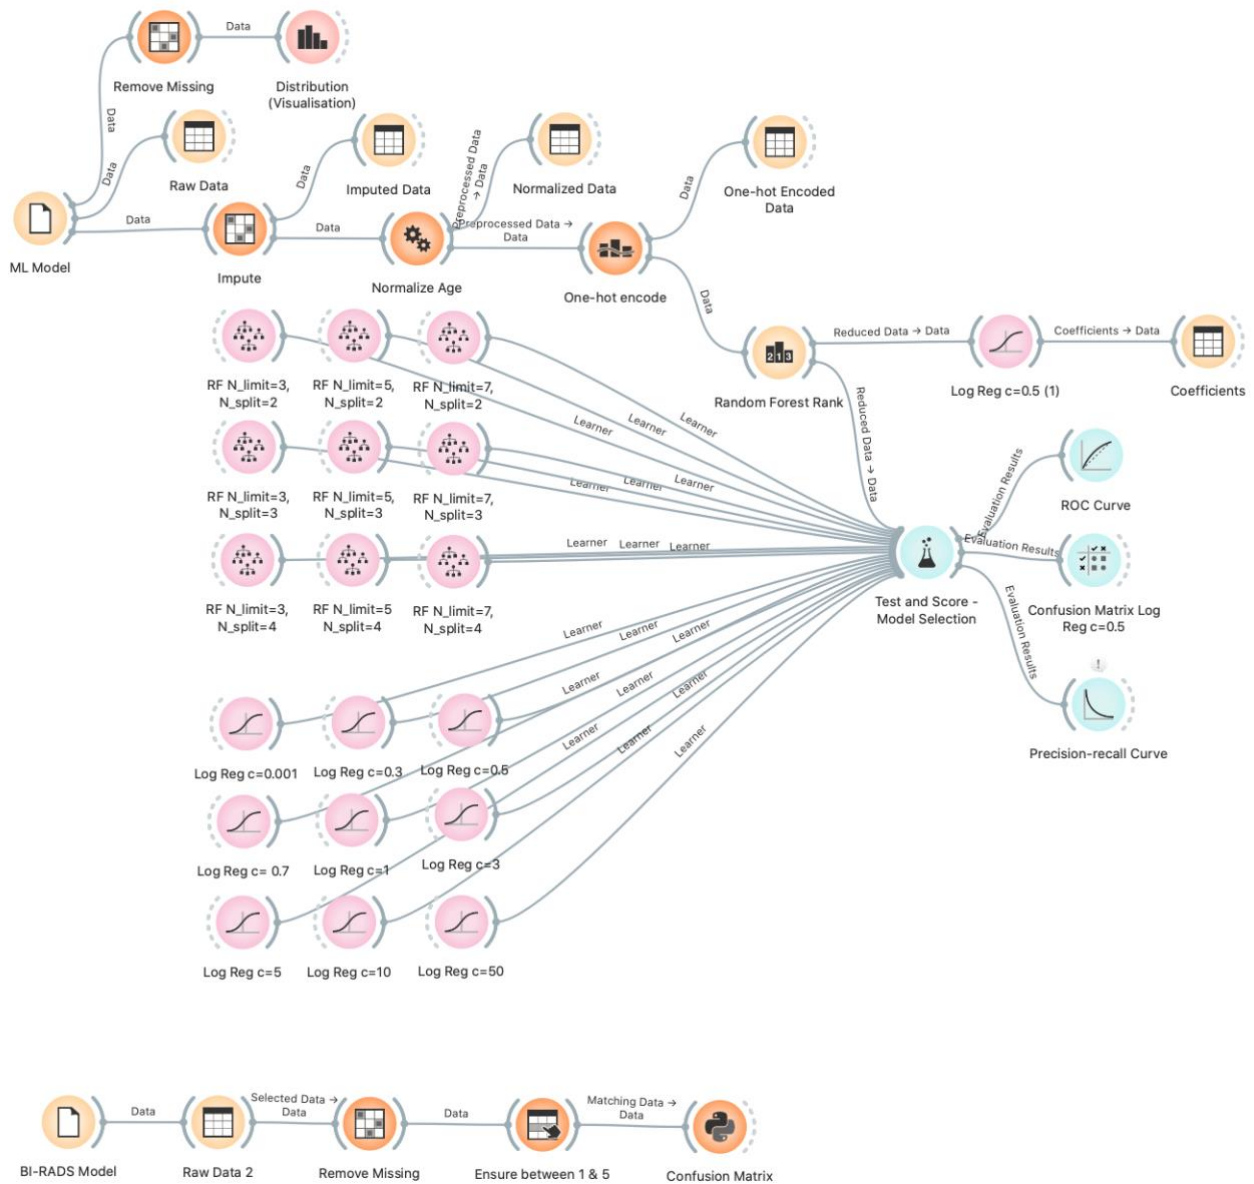 Data
Remove Missing
Distribution
(Visualisation)
Data
Data
Raw Data
Data
Imputed Data
Preprocessed Data
→ Data
Normalized Data
Data
One-hot Encoded
Data
ML Model
Data
Impute
Data
Normalize Age
Preprocessed Data →
Data
One-hot encode
Data
Random Forest Rank
Reduced Data → Data
Log Reg c=0.5 (1)
Coefficients → Data
Coefficients
Reduced Data → Data
RF N_limit=3,
N_split=2
RF N_limit=5,
N_split=2
RF N_limit=7,
N_split=2
Learner
Learner
Learner
RF N_limit=3,
N_split=3
RF N_limit=5,
N_split=3
RF N_limit=7,
N_split=3
Learner
Learner
Learner
RF N_limit=3,
N_split=4
RF N_limit=5
N_split=4
RF N_limit=7,
N_split=4
Learner
Learner
Learner
Test and Score -
Model Selection
Evaluation Results
ROC Curve
Evaluation Results
Confusion Matrix Log
Reg c=0.5
Evaluation Results
!
Precision-recall Curve
Log Reg c=0.001
Log Reg c=0.3
Log Reg c=0.5
Learner
Learner
Learner
Log Reg c= 0.7
Log Reg c=1
Log Reg c=3
Learner
Learner
Learner
Log Reg c=5
Log Reg c=10
Log Reg c=50
Learner
Learner
Learner
BI-RADS Model
Data
Raw Data 2
Selected Data →
Data
Remove Missing
Data
Ensure between 1 & 5
Matching Data →
Data
Confusion Matrix